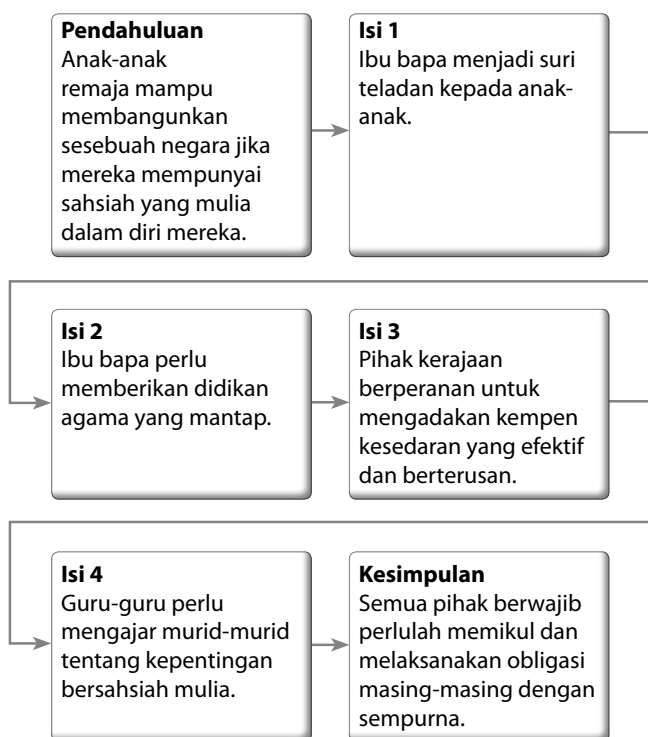 Pendahuluan
Anak-anak
remaja mampu
membangunkan
sesebuah negara jika
mereka mempunyai
sahsiah yang mulia
dalam diri mereka.
Isi 1
Ibu bapa menjadi suri
teladan kepada anak-
anak.
Isi 2
Ibu bapa perlu
memberikan didikan
agama yang mantap.
Isi 3
Pihak kerajaan
berperanan untuk
mengadakan kempen
kesedaran yang efektif
dan berterusan.
Isi 4
Guru-guru perlu
mengajar murid-murid
tentang kepentingan
bersahsiah mulia.
Kesimpulan
Semua pihak berwajib
perlulah memikul dan
melaksanakan obligasi
masing-masing dengan
sempurna.